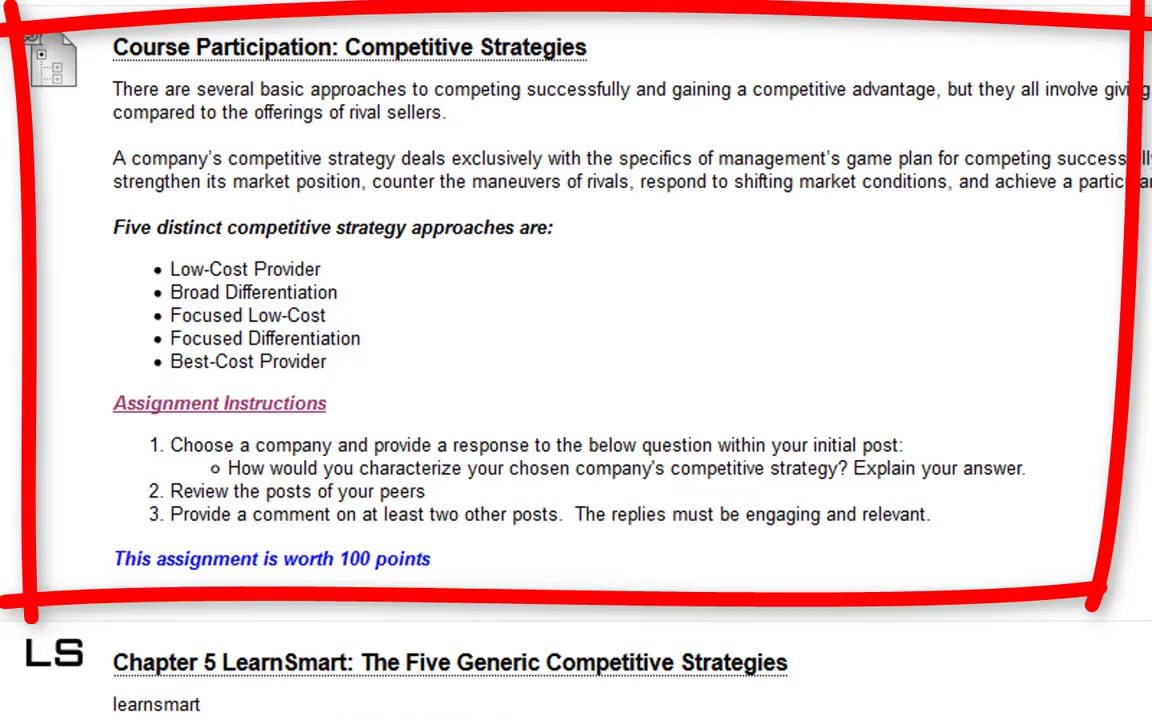 Course Participation: Competitive Strategies
There are several basic approaches to competing successfully and gaining a competitive advantage, but they all involve giving
compared to the offerings of rival sellers.
A company's competitive strategy deals exclusively with the specifics of management's game plan for competing successfully
strengthen its market position, counter the maneuvers of rivals, respond to shifting market conditions, and achieve a
Five distinct competitive strategy approaches are:
• Low-Cost Provider
• Broad Differentiation
• Focused Low-Cost
• Focused Differentiation
• Best-Cost Provider
Assignment Instructions
1. Choose a company and provide a response to the below question within your initial post:
o How would you characterize your chosen company's competitive strategy? Explain your answer.
2. Review the posts of your peers
3. Provide a comment on at least two other posts. The replies must be engaging and relevant.
This assignment is worth 100 points
LS
Chapter 5 LearnSmart: The Five Generic Competitive Strategies
learnsmart